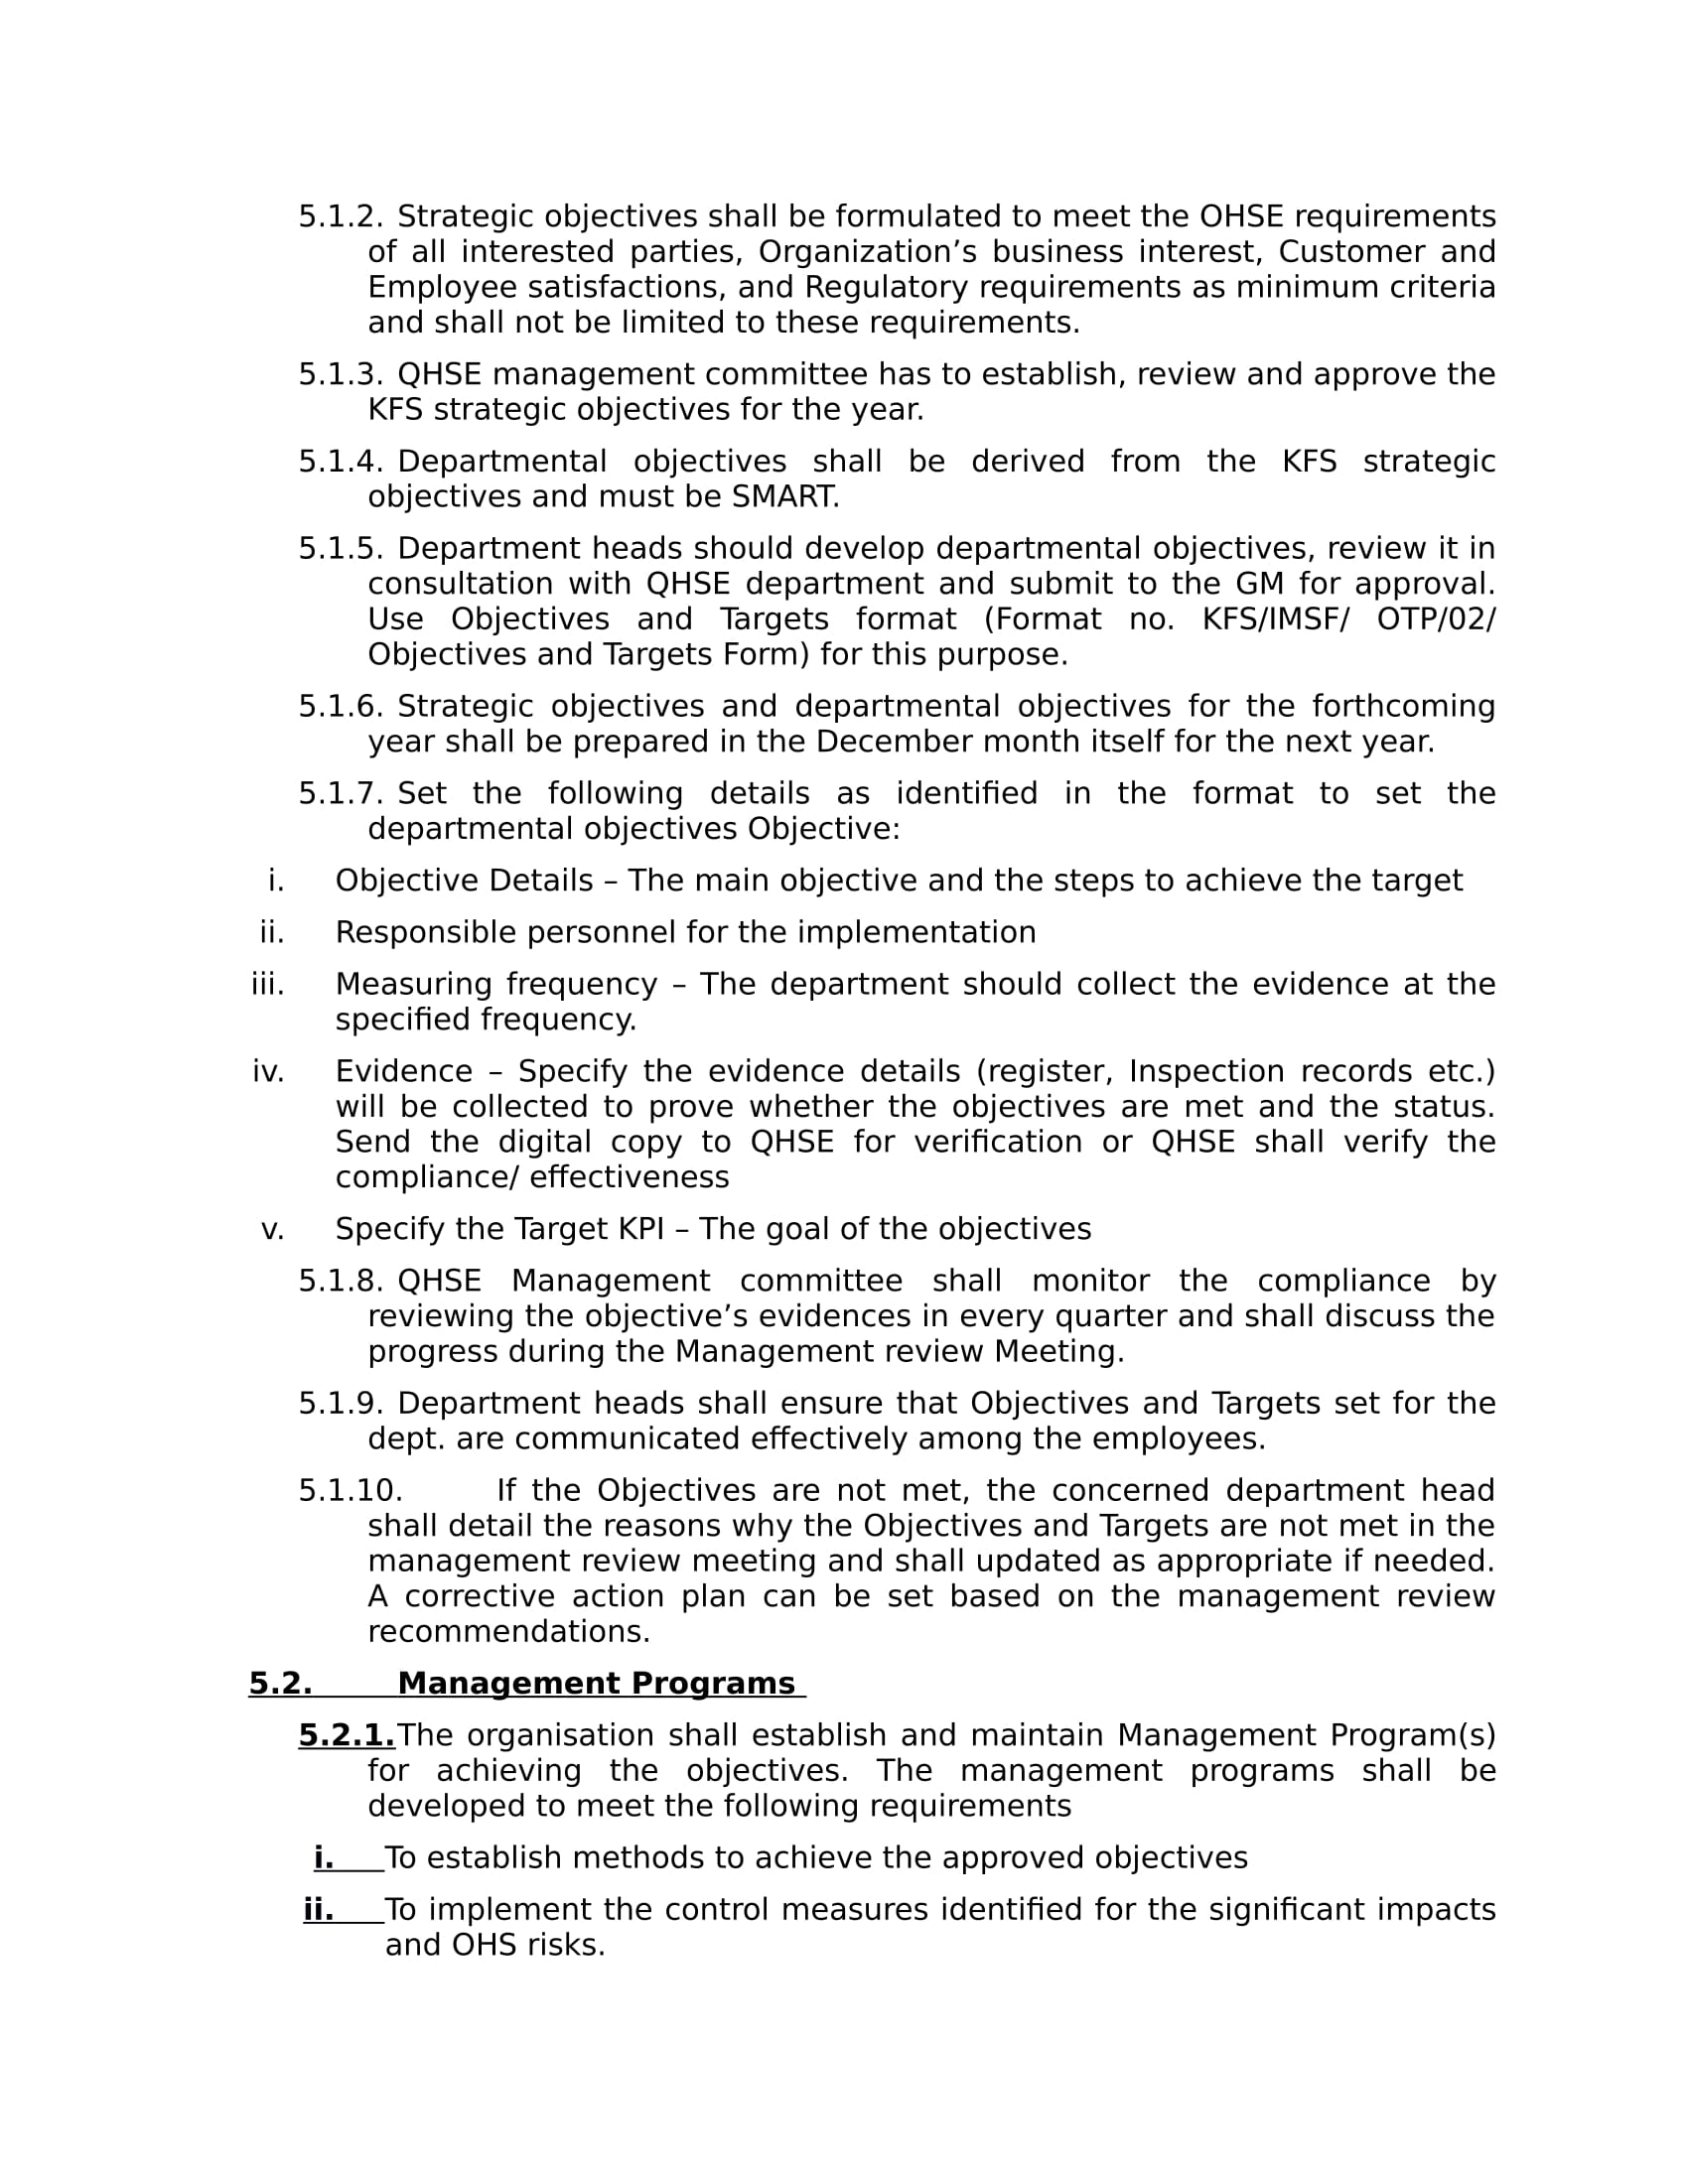 5.1.2. Strategic objectives shall be formulated to meet the OHSE requirements
of all interested parties, Organization’s business interest, Customer and
Employee satisfactions, and Regulatory requirements as minimum criteria
and shall not be limited to these requirements.
5.1.3. QHSE management committee has to establish, review and approve the
KFS strategic objectives for the year.
5.1.4. Departmental objectives shall be derived from the KFS strategic
objectives and must be SMART.
5.1.5. Department heads should develop departmental objectives, review it in
consultation with QHSE department and submit to the GM for approval.
Use Objectives and Targets format (Format no. KFS/IMSF/ OTP/02/
Objectives and Targets Form) for this purpose.
5.1.6. Strategic objectives and departmental objectives for the forthcoming
year shall be prepared in the December month itself for the next year.
5.1.7. Set the following details as identified in the format to set the
departmental objectives Objective:
i. Objective Details – The main objective and the steps to achieve the target
ii. Responsible personnel for the implementation
iii. Measuring frequency – The department should collect the evidence at the
specified frequency.
iv. Evidence – Specify the evidence details (register, Inspection records etc.)
will be collected to prove whether the objectives are met and the status.
Send the digital copy to QHSE for verification or QHSE shall verify the
compliance/ effectiveness
v. Specify the Target KPI – The goal of the objectives
5.1.8. QHSE Management committee shall monitor the compliance by
reviewing the objective’s evidences in every quarter and shall discuss the
progress during the Management review Meeting.
5.1.9. Department heads shall ensure that Objectives and Targets set for the
dept. are communicated effectively among the employees.
5.1.10. If the Objectives are not met, the concerned department head
shall detail the reasons why the Objectives and Targets are not met in the
management review meeting and shall updated as appropriate if needed.
A corrective action plan can be set based on the management review
recommendations.
5.2. Management Programs
5.2.1. The organisation shall establish and maintain Management Program(s)
for achieving the objectives. The management programs shall be
developed to meet the following requirements
i. To establish methods to achieve the approved objectives
ii. To implement the control measures identified for the significant impacts
and OHS risks.